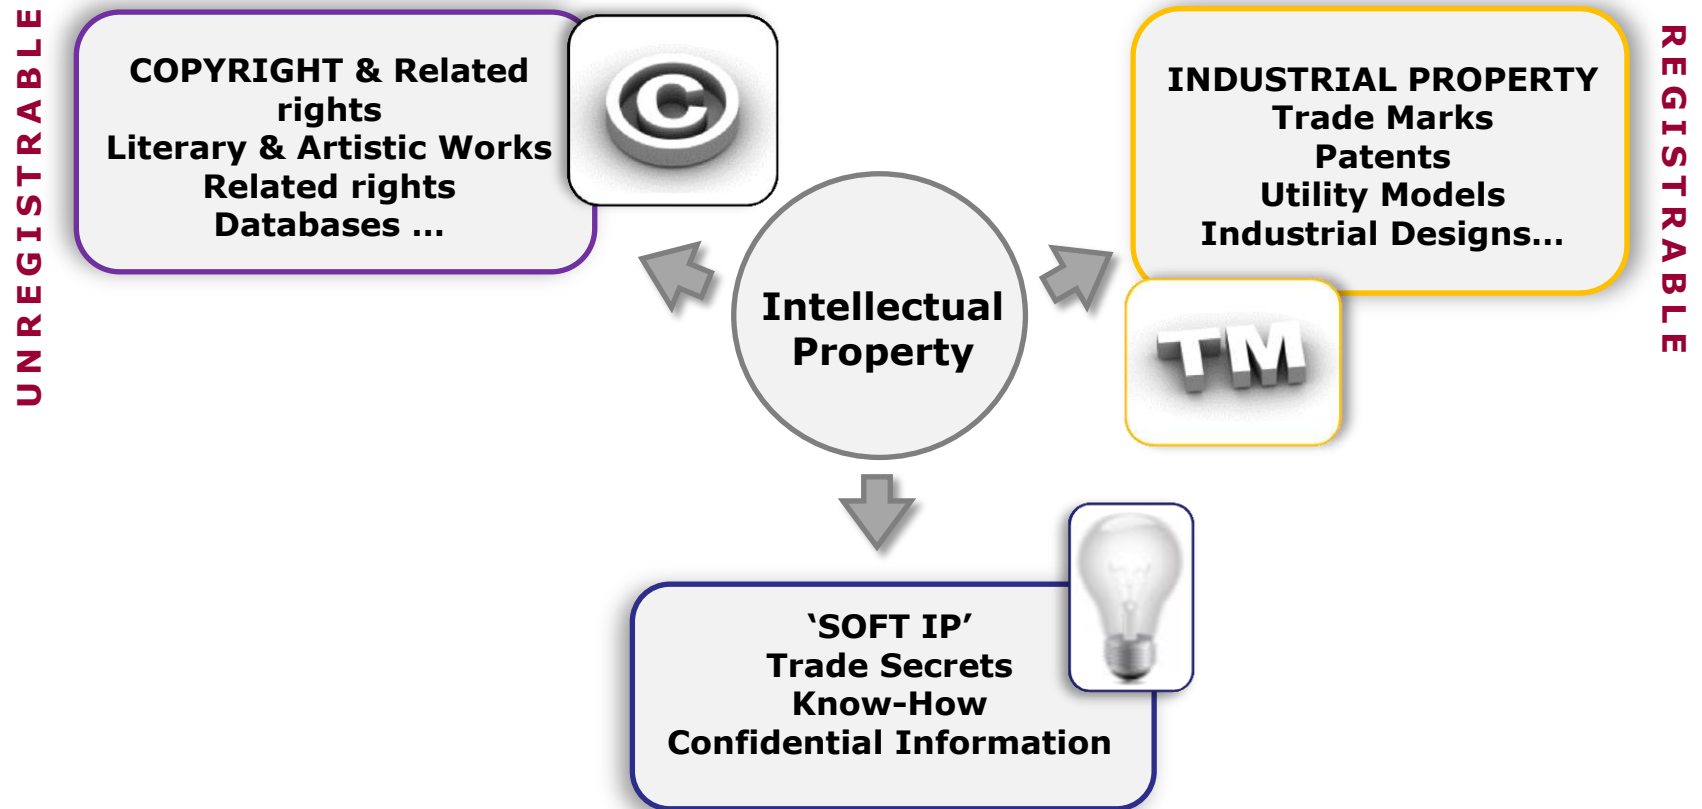 UNREGISTRABLE
COPYRIGHT & Related
rights
Literary & Artistic Works
Related rights
Databases ...
©
INDUSTRIAL PROPERTY
Trade Marks
Patents
Utility Models
Industrial Designs...
REGISTRABLE
TM
Intellectual
Property
‘SOFT IP’
Trade Secrets
Know-How
Confidential Information